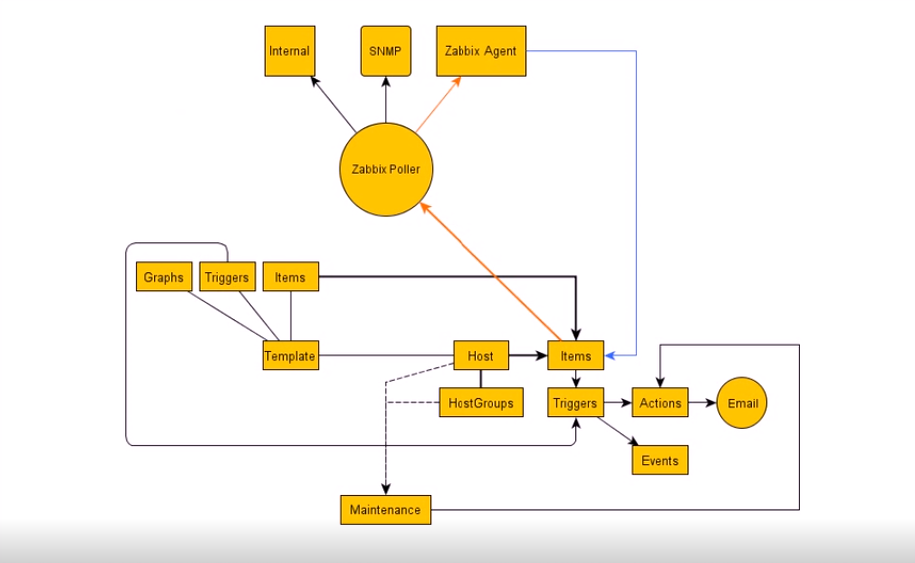 Internal
SNMP
Zabbix Agent
Zabbix Poller
Graphs
Triggers
Items
Template
Host
Items
HostGroups
Triggers
Actions
Email
Events
Maintenance